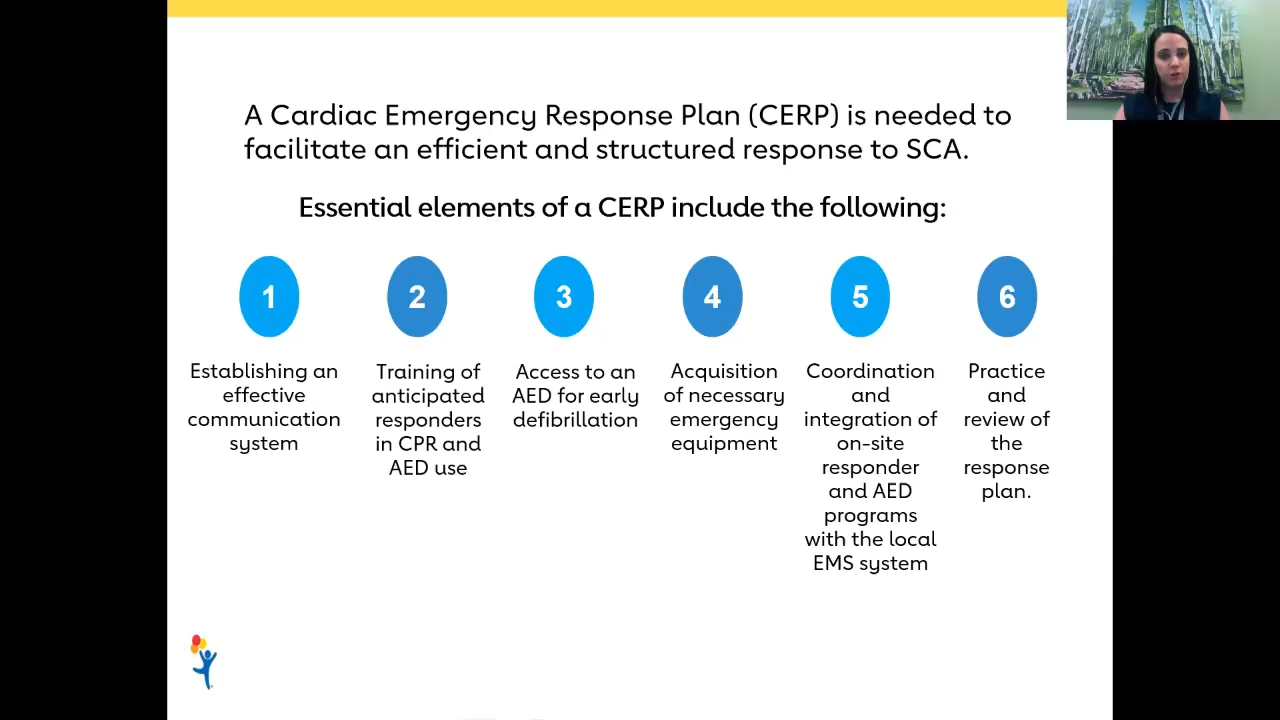 A Cardiac Emergency Response Plan (CERP) is needed to
facilitate an efficient and structured response to SCA.
Essential elements of a CERP include the following:
1
Establishing an
effective
communication
system
2
Training of
anticipated
responders
in CPR and
AED use
3
Access to an
AED for early
defibrillation
4
Acquisition
of necessary
emergency
equipment
5
Coordination
and
integration of
on-site
responder
and AED
programs
with the local
EMS system
6
Practice
and
review of
the
response
plan.